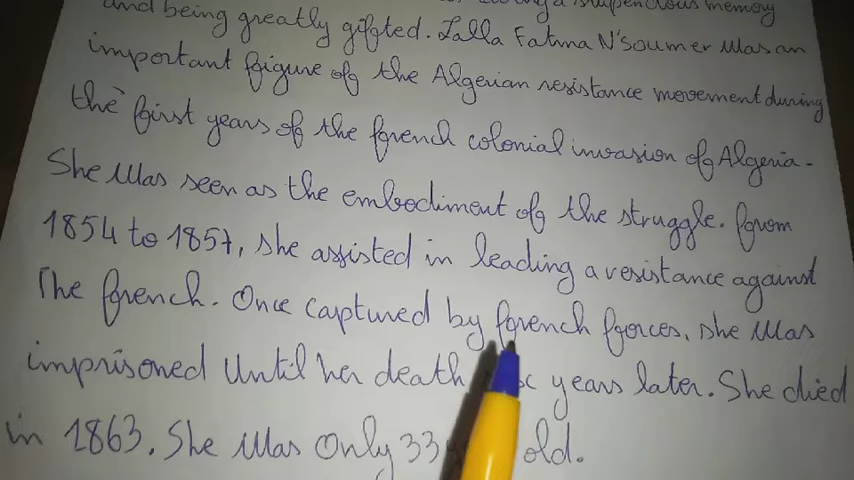 and being greatly gifted. Lalla Fatma N'soumer was an
important figure of the Algerian resistance movement during
the first years of the french colonial invasion of Algeria.
She was seen as the embodiment of the struggle. from
1854 to 1857, she assisted in leading a resistance against
The french. Once captured by french forces, she was
imprisoned Until her death years later. She died
in 1863. She was Only 33 old.